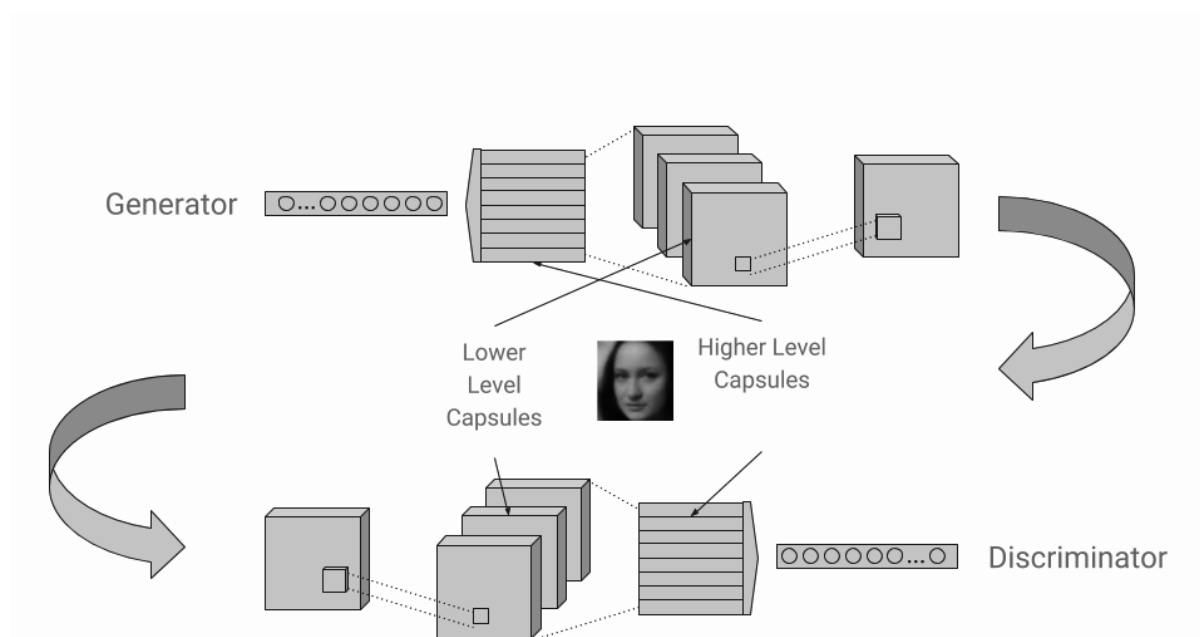 Generator
Lower
Level
Capsules
Higher Level
Capsules
Discriminator